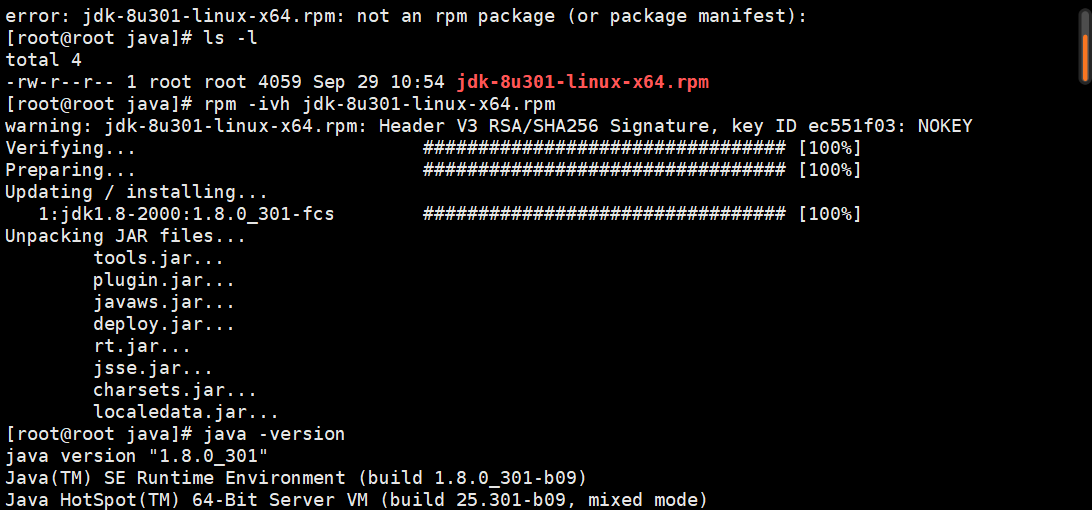 error: jdk-8u301-linux-x64.rpm: not an rpm package (or package manifest):
[root@root java]# ls -l
total 4
-rw-r--r-- 1 root root 4059 Sep 29 10:54 jdk-8u301-linux-x64.rpm
[root@root java]# rpm -ivh jdk-8u301-linux-x64.rpm
warning: jdk-8u301-linux-x64.rpm: Header V3 RSA/SHA256 Signature, key ID ec551f03: NOKEY
Verifying...                          ################################# [100%]
Preparing...                          ################################# [100%]
Updating / installing...
   1:jdk1.8-2000:1.8.0_301-fcs        ################################# [100%]
Unpacking JAR files...
        tools.jar...
        plugin.jar...
        javaws.jar...
        deploy.jar...
        rt.jar...
        jsse.jar...
        charsets.jar...
        localedata.jar...
[root@root java]# java -version
java version "1.8.0_301"
Java(TM) SE Runtime Environment (build 1.8.0_301-b09)
Java HotSpot(TM) 64-Bit Server VM (build 25.301-b09, mixed mode)